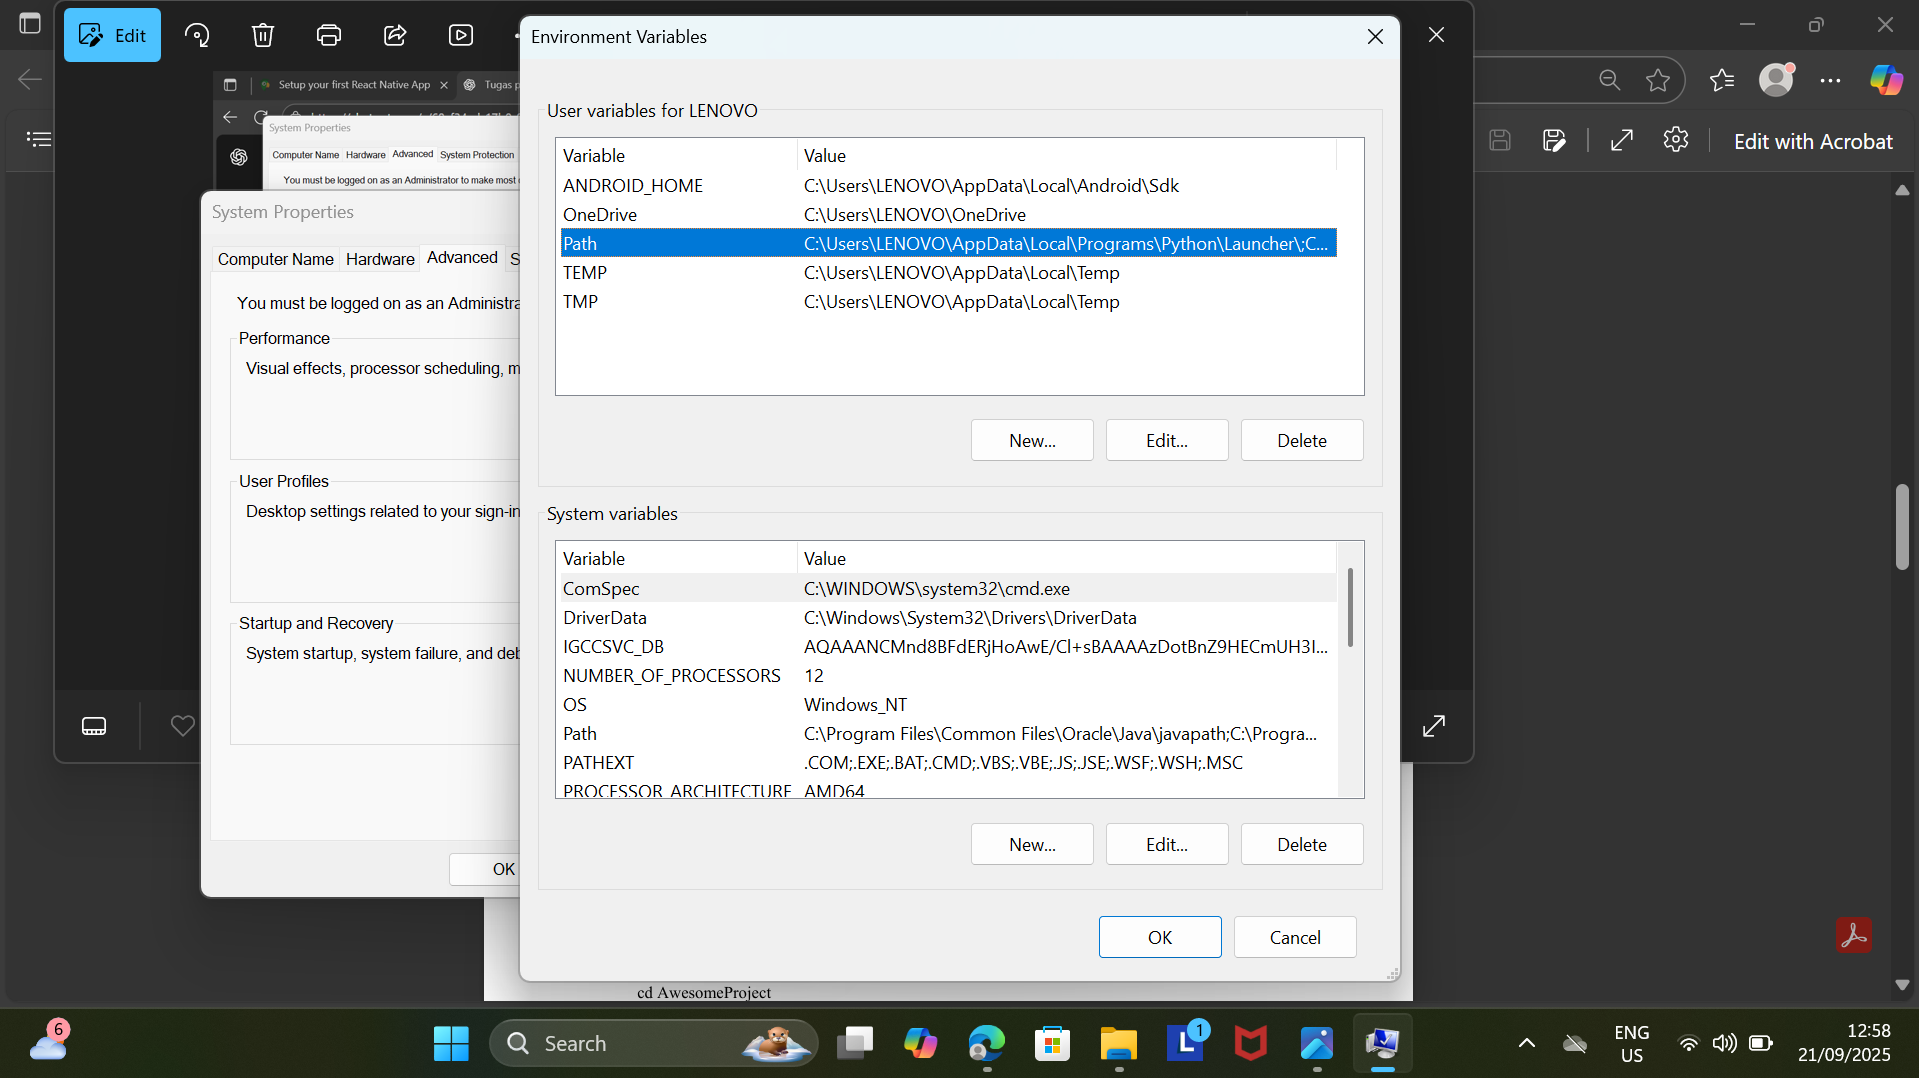 Edit
Setup your first React Native App
System Properties
Computer Name Hardware Advanced System Protection
You must be logged on as an Administrator to make most
System Properties
Computer Name Hardware Advanced S
You must be logged on as an Administra
Performance
Visual effects, processor scheduling, m
User Profiles
Desktop settings related to your sign-in
Startup and Recovery
System startup, system failure, and deb
OK
Environment Variables
User variables for LENOVO
Variable Value
ANDROID_HOME C:\Users\LENOVO\AppData\Local\Android\Sdk
OneDrive C:\Users\LENOVO\OneDrive
Path C:\Users\LENOVO\AppData\Local\Programs\Python\Launcher\;C...
TEMP C:\Users\LENOVO\AppData\Local\Temp
TMP C:\Users\LENOVO\AppData\Local\Temp
New... Edit... Delete
System variables
Variable Value
ComSpec C:\WINDOWS\system32\cmd.exe
DriverData C:\Windows\System32\Drivers\DriverData
IGCCSVC_DB AQAAANCMnd8BFdERjHoAwE/Cl+sBAAAAzDotBnZ9HECmUH3I...
NUMBER_OF_PROCESSORS 12
OS Windows_NT
Path C:\Program Files\Common Files\Oracle\Java\javapath;C:\Progra...
PATHEXT .COM;.EXE;.BAT;.CMD;.VBS;.VBE;.JS;.JSE;.WSF;.WSH;.MSC
PROCESSOR_ARCHITECTURE AMD64
New... Edit... Delete
OK Cancel
Edit with Acrobat
cd AwesomeProject
6
Search
L
1
ENG
US
12:58
21/09/2025